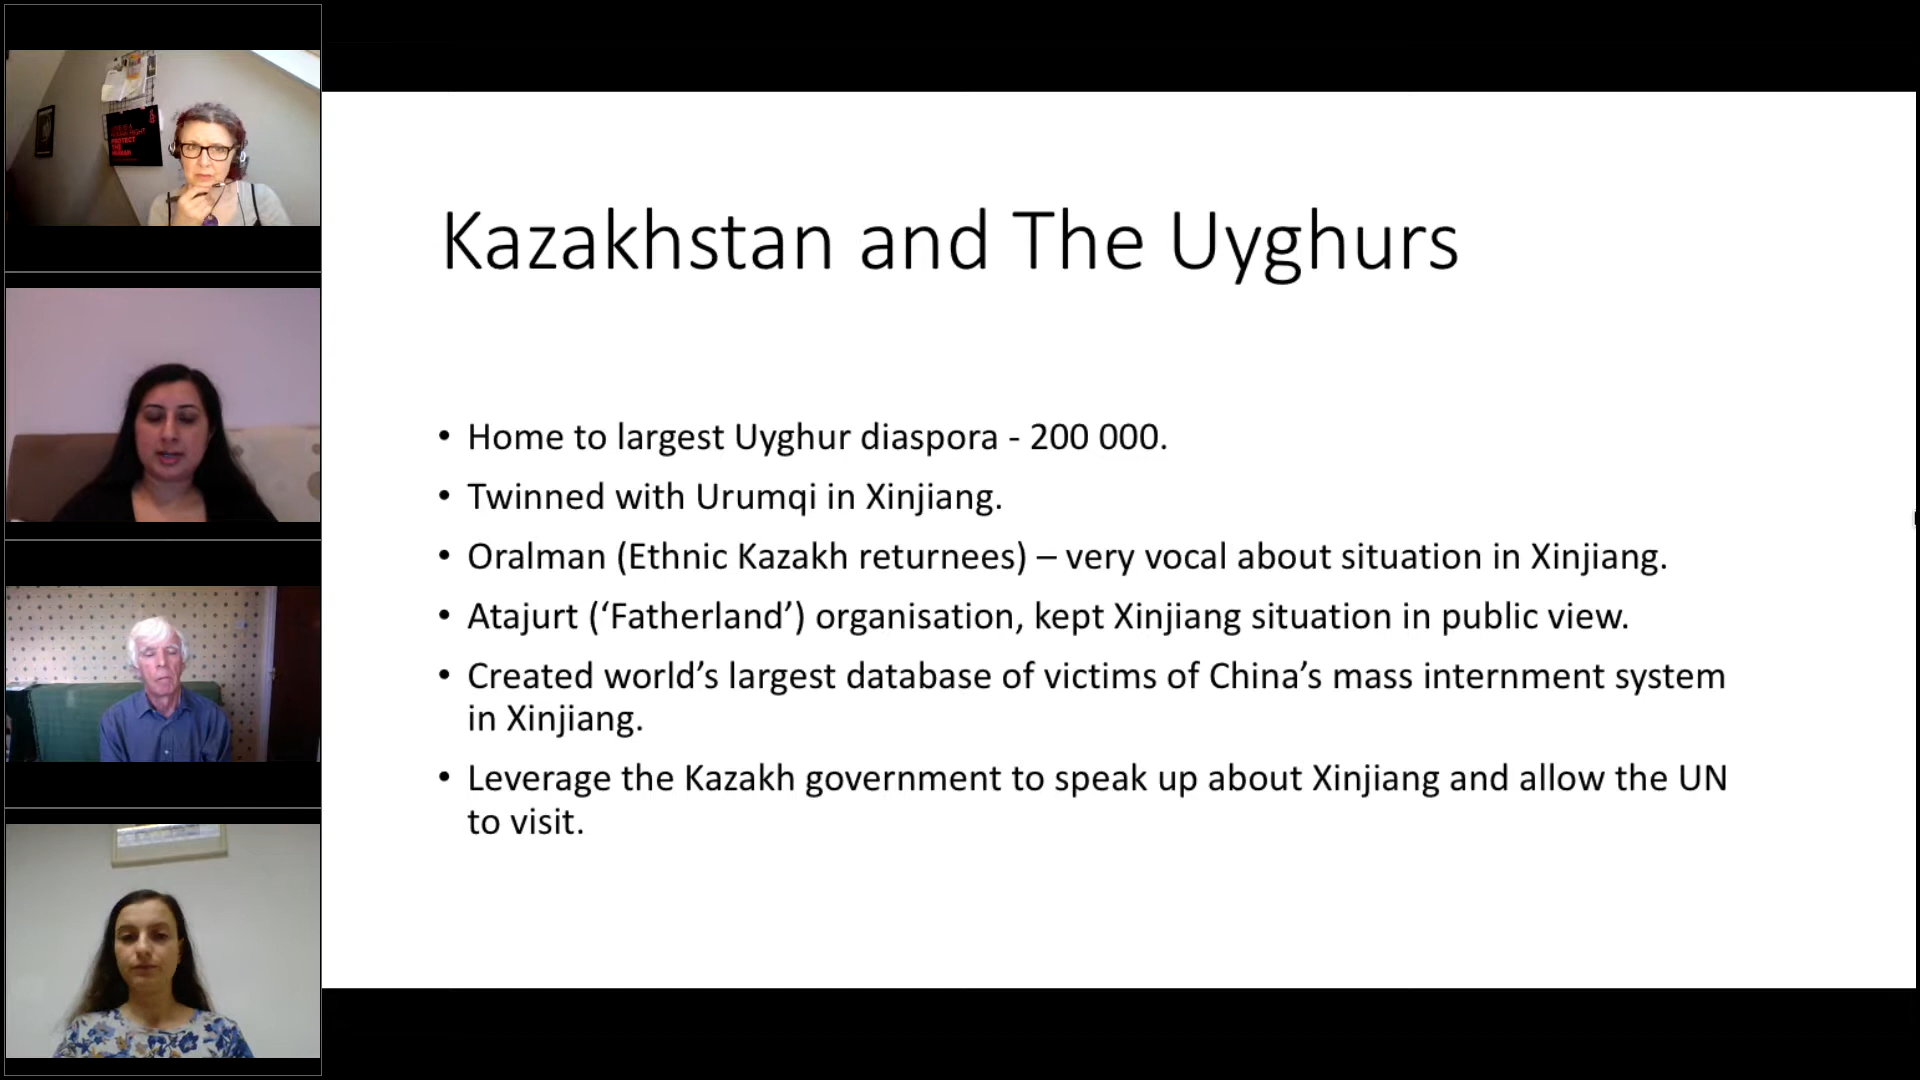 Kazakhstan and The Uyghurs
• Home to largest Uyghur diaspora - 200 000.
• Twinned with Urumqi in Xinjiang.
• Oralman (Ethnic Kazakh returnees) – very vocal about situation in Xinjiang.
• Atajurt (‘Fatherland’) organisation, kept Xinjiang situation in public view.
• Created world’s largest database of victims of China’s mass internment system
in Xinjiang.
• Leverage the Kazakh government to speak up about Xinjiang and allow the UN
to visit.
PROTECT
THE
HUMAN